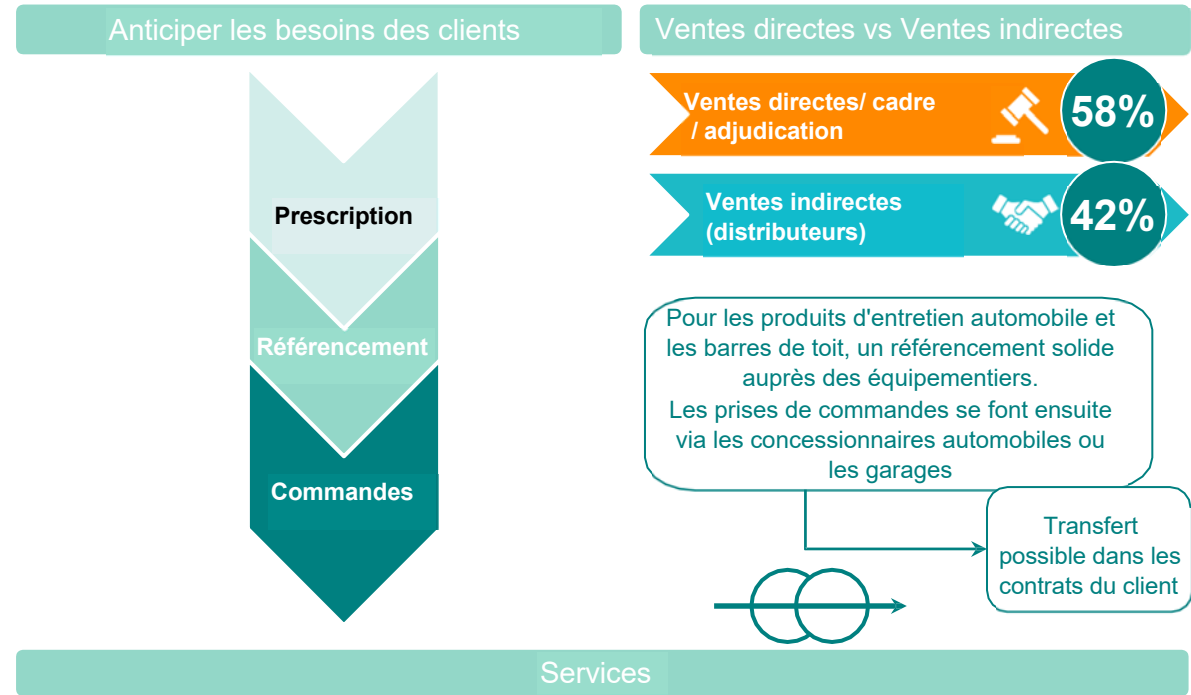 Anticiper les besoins des clients
Prescription
Référencement
Commandes
Ventes directes vs Ventes indirectes
Ventes directes/ cadre
/ adjudication
58%
Ventes indirectes
(distributeurs)
42%
Pour les produits d'entretien automobile et
les barres de toit, un référencement solide
auprès des équipementiers.
Les prises de commandes se font ensuite
via les concessionnaires automobiles ou
les garages
Transfert
possible dans les
contrats du client
Services